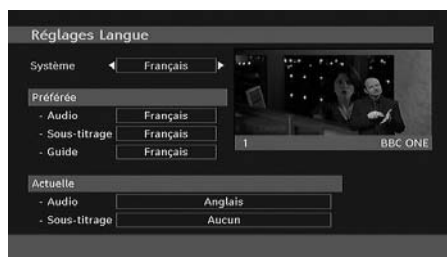 Réglages Langue
Système Français
Préférée
- Audio Français
- Sous-titrage Français
- Guide Français
1 BBC ONE
Actuelle
- Audio Anglais
- Sous-titrage Aucun